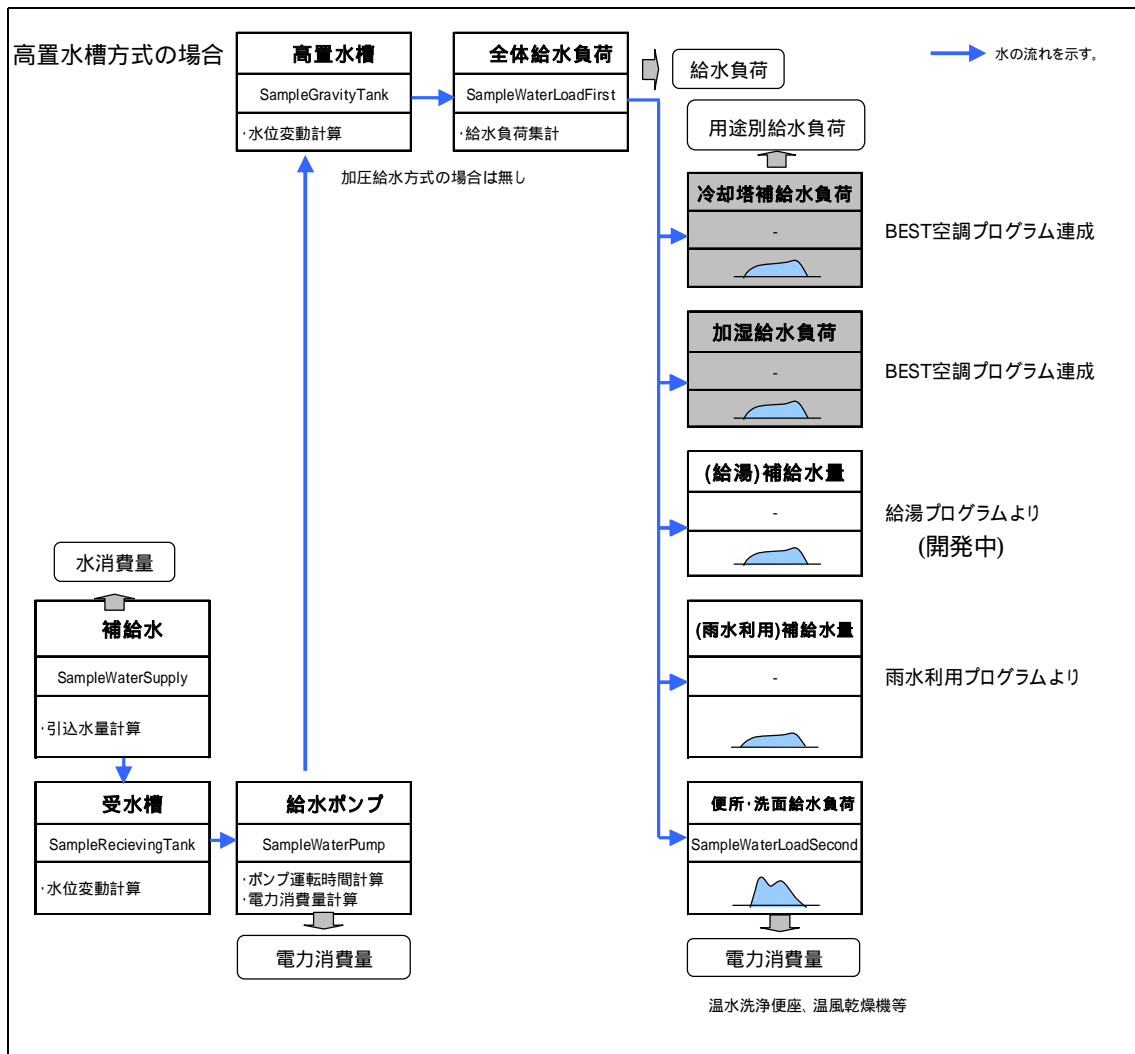 高置水槽方式の場合
高置水槽
SampleGravityTank
·水位変動計算
全体給水負荷
SampleWaterLoadFirst
·給水負荷集計
給水負荷
水の流れを示す。
加圧給水方式の場合は無し
用途別給水負荷
冷却塔補給水負荷
-
BEST空調プログラム連成
加湿給水負荷
-
BEST空調プログラム連成
(給湯)補給水量
-
給湯プログラムより
(開発中)
(雨水利用)補給水量
-
雨水利用プログラムより
水消費量
補給水
SampleWaterSupply
·引込水量計算
受水槽
SampleRecievingTank
·水位変動計算
給水ポンプ
SampleWaterPump
·ポンプ運転時間計算
·電力消費量計算
電力消費量
便所·洗面給水負荷
SampleWaterLoadSecond
電力消費量
温水洗浄便座、温風乾燥機等